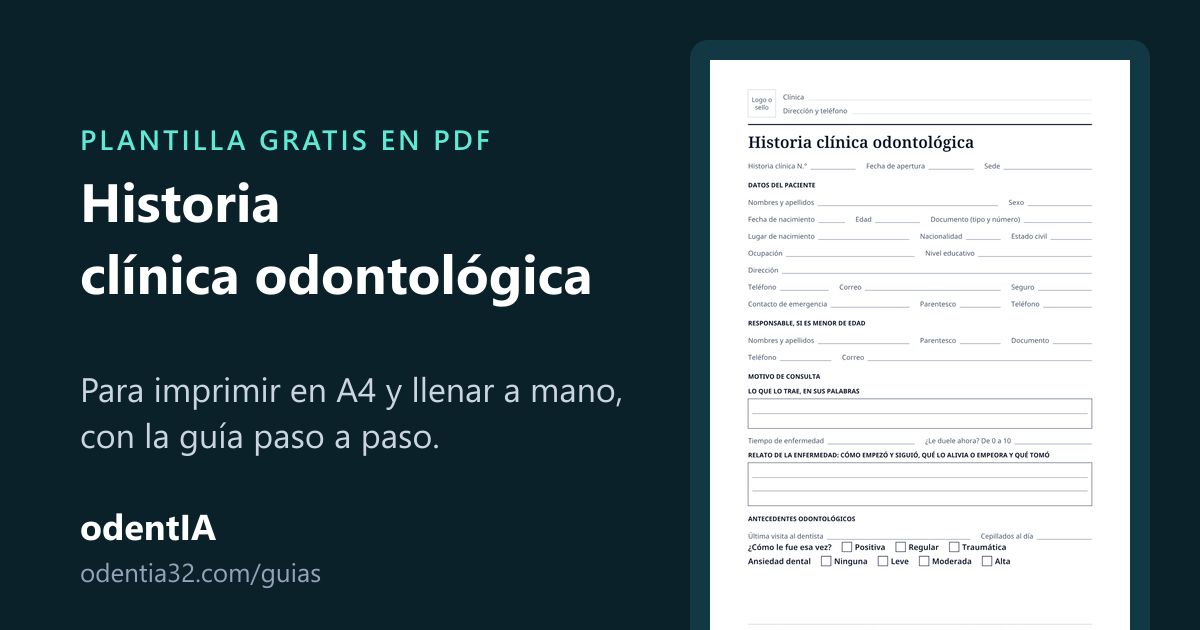 PLANTILLA GRATIS EN PDF
Historia
clínica odontológica
Para imprimir en A4 y llenar a mano,
con la guía paso a paso.
odentIA
odentia32.com/guias
Logo o
sello
Clínica
Dirección y teléfono
Historia clínica odontológica
Historia clínica N.° Fecha de apertura Sede
DATOS DEL PACIENTE
Nombres y apellidos Sexo
Fecha de nacimiento Edad Documento (tipo y número)
Lugar de nacimiento Nacionalidad Estado civil
Ocupación Nivel educativo
Dirección
Teléfono Correo Seguro
Contacto de emergencia Parentesco Teléfono
RESPONSABLE, SI ES MENOR DE EDAD
Nombres y apellidos Parentesco Documento
Teléfono Correo
MOTIVO DE CONSULTA
LO QUE LO TRAE, EN SUS PALABRAS
Tiempo de enfermedad ¿Le duele ahora? De 0 a 10
RELATO DE LA ENFERMEDAD: CÓMO EMPEZÓ Y SIGUIÓ, QUÉ LO ALIVIA O EMPEORA Y QUÉ TOMÓ
ANTECEDENTES ODONTOLÓGICOS
Última visita al dentista Cepillados al día
¿Cómo le fue esa vez? Positiva Regular Traumática
Ansiedad dental Ninguna Leve Moderada Alta